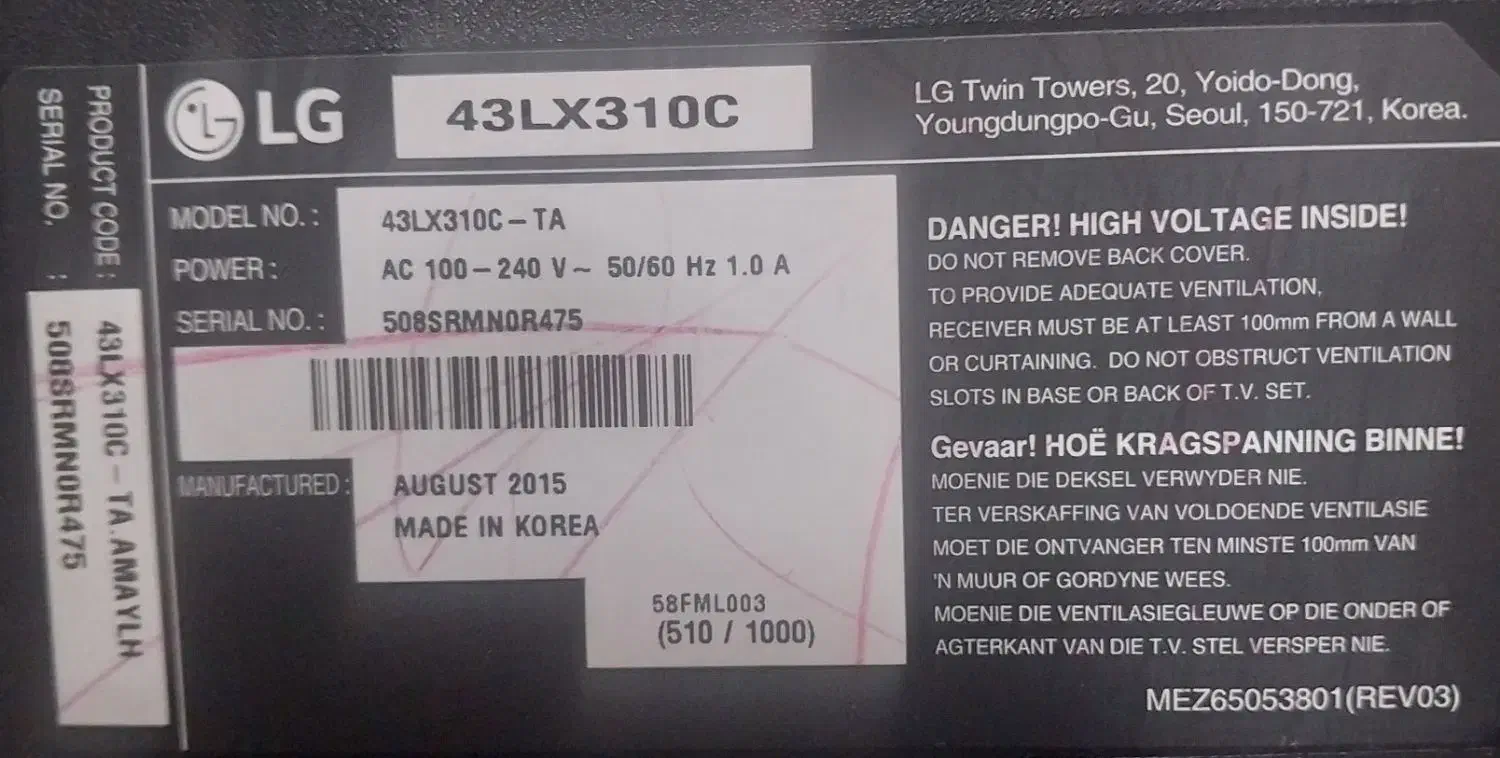 PRODUCT CODE : 43LX310C-TA.AMAYLH
SERIAL NO. : 508SRMN0R475
LG
43LX310C
LG Twin Towers, 20, Yoido-Dong,
Youngdungpo-Gu, Seoul, 150-721, Korea.
MODEL NO. : 43LX310C-TA
POWER : AC 100-240 V~ 50/60 Hz 1.0 A
SERIAL NO. : 508SRMN0R475
MANUFACTURED : AUGUST 2015
MADE IN KOREA
58FML003
(510 / 1000)
DANGER! HIGH VOLTAGE INSIDE!
DO NOT REMOVE BACK COVER.
TO PROVIDE ADEQUATE VENTILATION,
RECEIVER MUST BE AT LEAST 100mm FROM A WALL
OR CURTAINING. DO NOT OBSTRUCT VENTILATION
SLOTS IN BASE OR BACK OF T.V. SET.
Gevaar! HOË KRAGSPANNING BINNE!
MOENIE DIE DEKSEL VERWYDER NIE.
TER VERSKAFFING VAN VOLDOENDE VENTILASIE
MOET DIE ONTVANGER TEN MINSTE 100mm VAN
'N MUUR OF GORDYNE WEES.
MOENIE DIE VENTILASIEGLEUWE OP DIE ONDER OF
AGTERKANT VAN DIE T.V. STEL VERSPER NIE.
MEZ65053801(REV03)